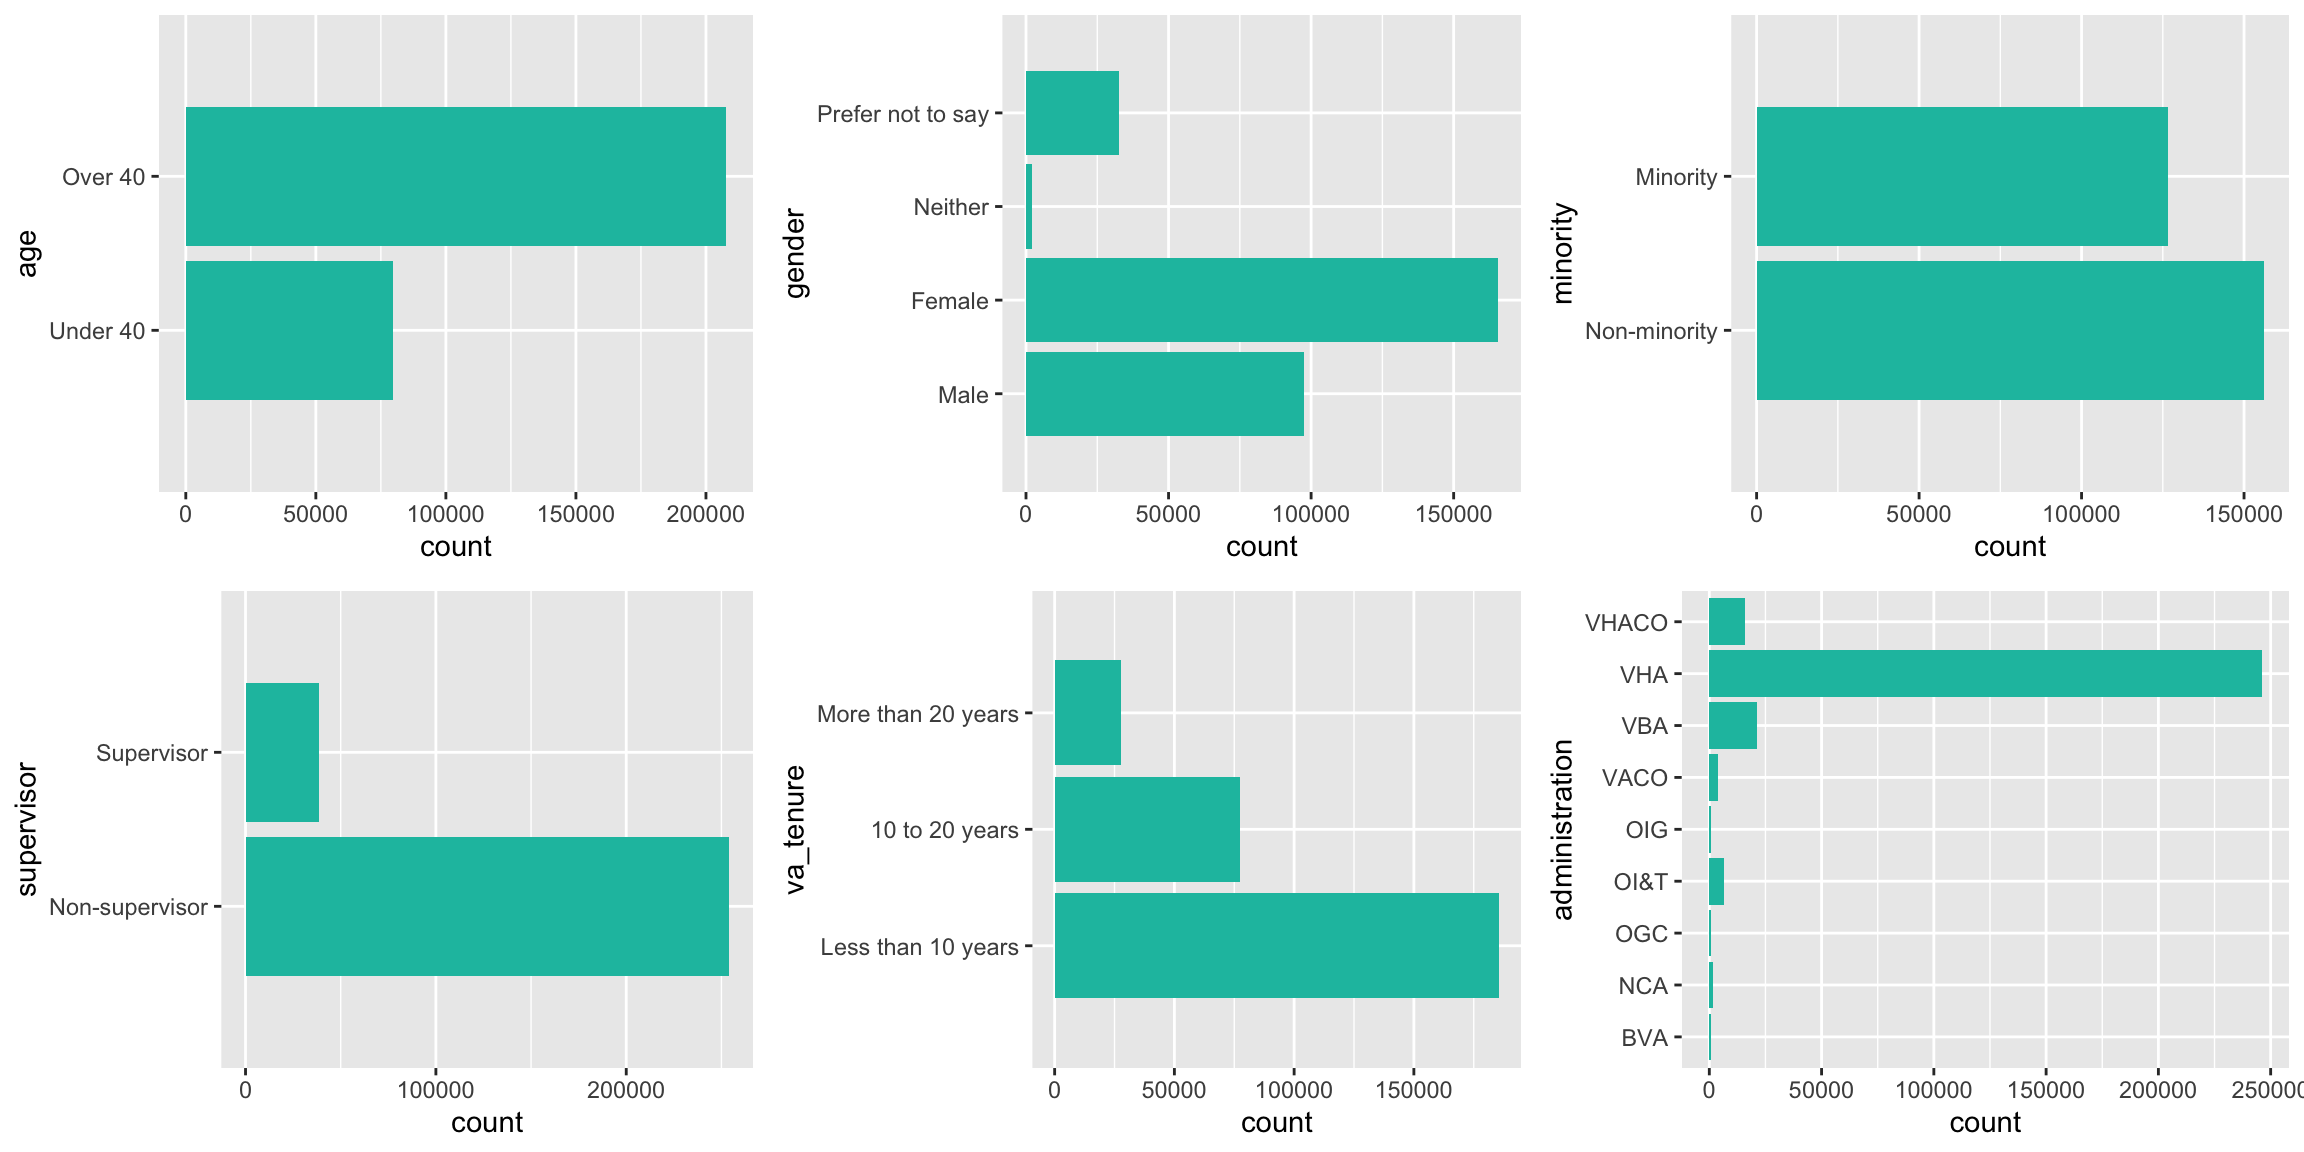 age
Over 40
Under 40
0 50000 100000 150000 200000
count
gender
Prefer not to say
Neither
Female
Male
0 50000 100000 150000
count
minority
Minority
Non-minority
0 50000 100000 150000
count
supervisor
Supervisor
Non-supervisor
0 100000 200000
count
va_tenure
More than 20 years
10 to 20 years
Less than 10 years
0 50000 100000 150000
count
administration
VHACO
VHA
VBA
VACO
OIG
OI&T
OGC
NCA
BVA
0 50000 100000 150000 200000 250000
count